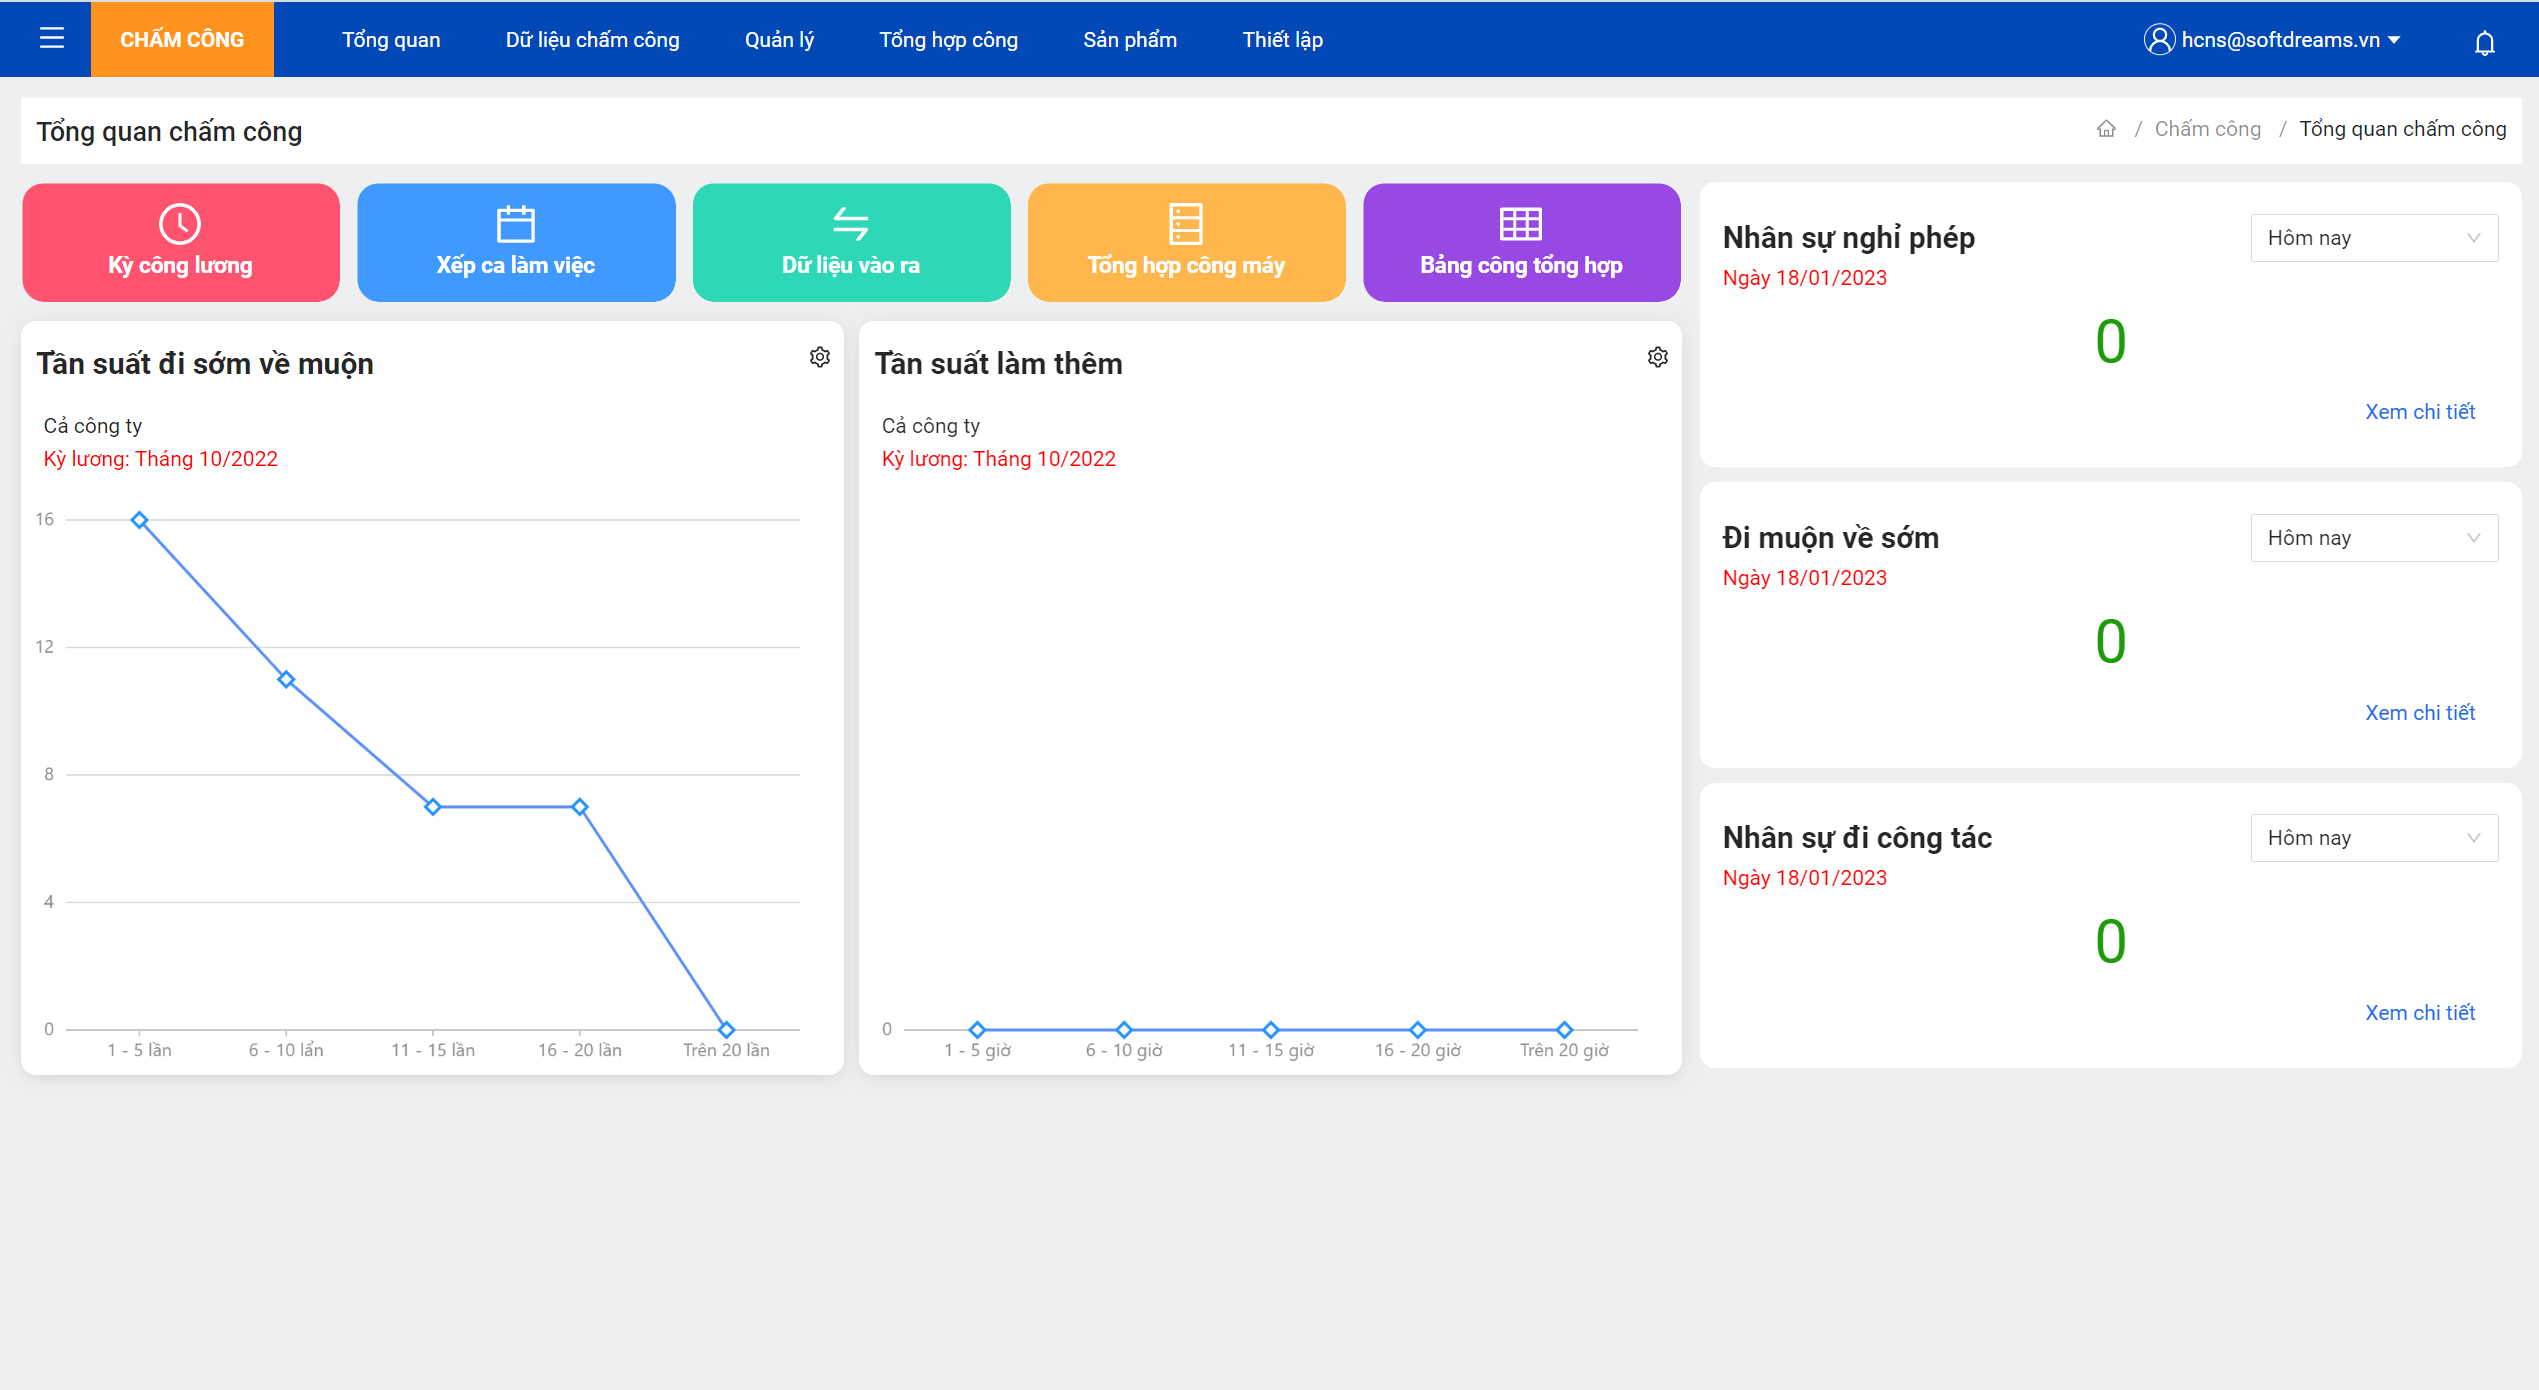 CHẤM CÔNG
Tổng quan
Dữ liệu chấm công
Quản lý
Tổng hợp công
Sản phẩm
Thiết lập
hcns@softdreams.vn
Tổng quan chấm công
/ Chấm công / Tổng quan chấm công
Kỳ công lương
Xếp ca làm việc
Dữ liệu vào ra
Tổng hợp công máy
Bảng công tổng hợp
Tần suất đi sớm về muộn
Cả công ty
Kỳ lương: Tháng 10/2022
16
12
8
4
0
1 - 5 lần
6 - 10 lẩn
11 - 15 lần
16 - 20 lần
Trên 20 lần
Tần suất làm thêm
Cả công ty
Kỳ lương: Tháng 10/2022
0
1 - 5 giờ
6 - 10 giờ
11 - 15 giờ
16 - 20 giờ
Trên 20 giờ
Nhân sự nghỉ phép
Hôm nay
Ngày 18/01/2023
0
Xem chi tiết
Đi muộn về sớm
Hôm nay
Ngày 18/01/2023
0
Xem chi tiết
Nhân sự đi công tác
Hôm nay
Ngày 18/01/2023
0
Xem chi tiết